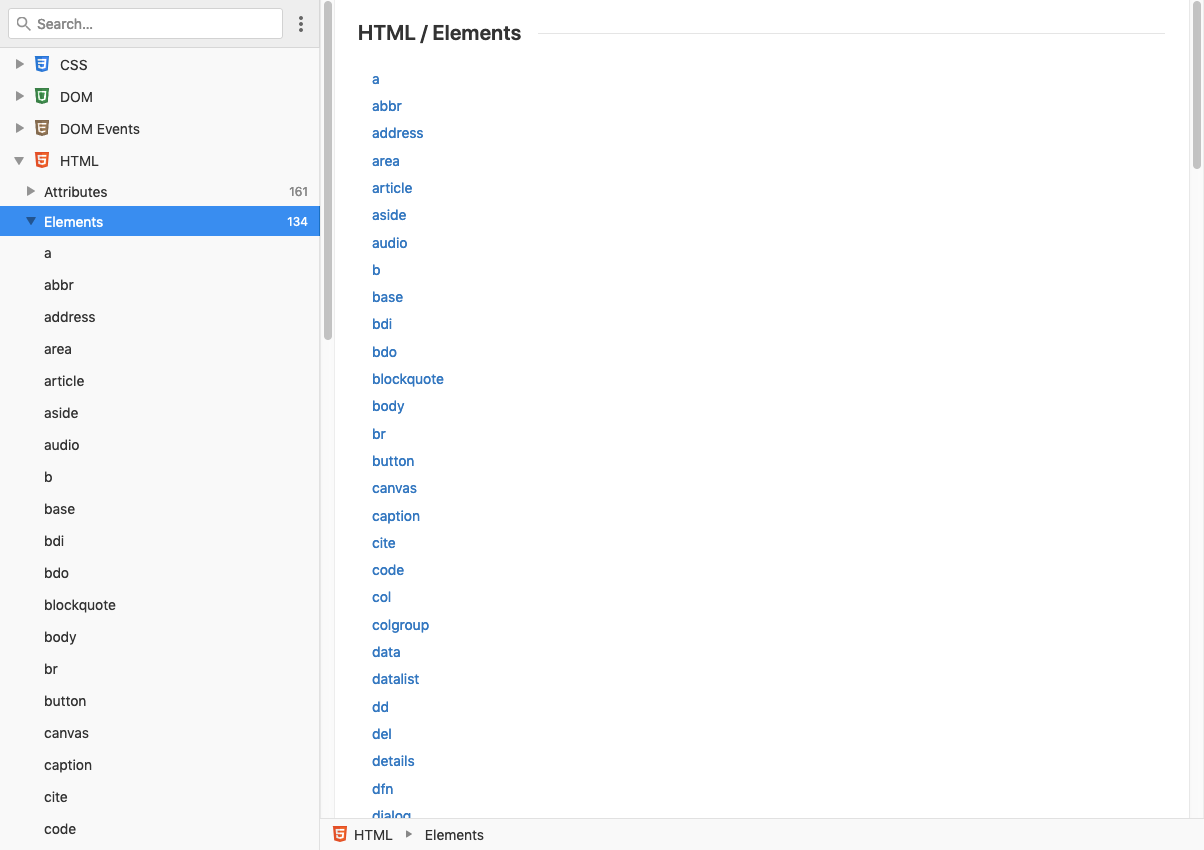 Search...
CSS
DOM
DOM Events
HTML
Attributes 161
Elements 134
a
abbr
address
area
article
aside
audio
b
base
bdi
bdo
blockquote
body
br
button
canvas
caption
cite
code
HTML / Elements
a
abbr
address
area
article
aside
audio
b
base
bdi
bdo
blockquote
body
br
button
canvas
caption
cite
code
col
colgroup
data
datalist
dd
del
details
dfn
dialog
HTML Elements